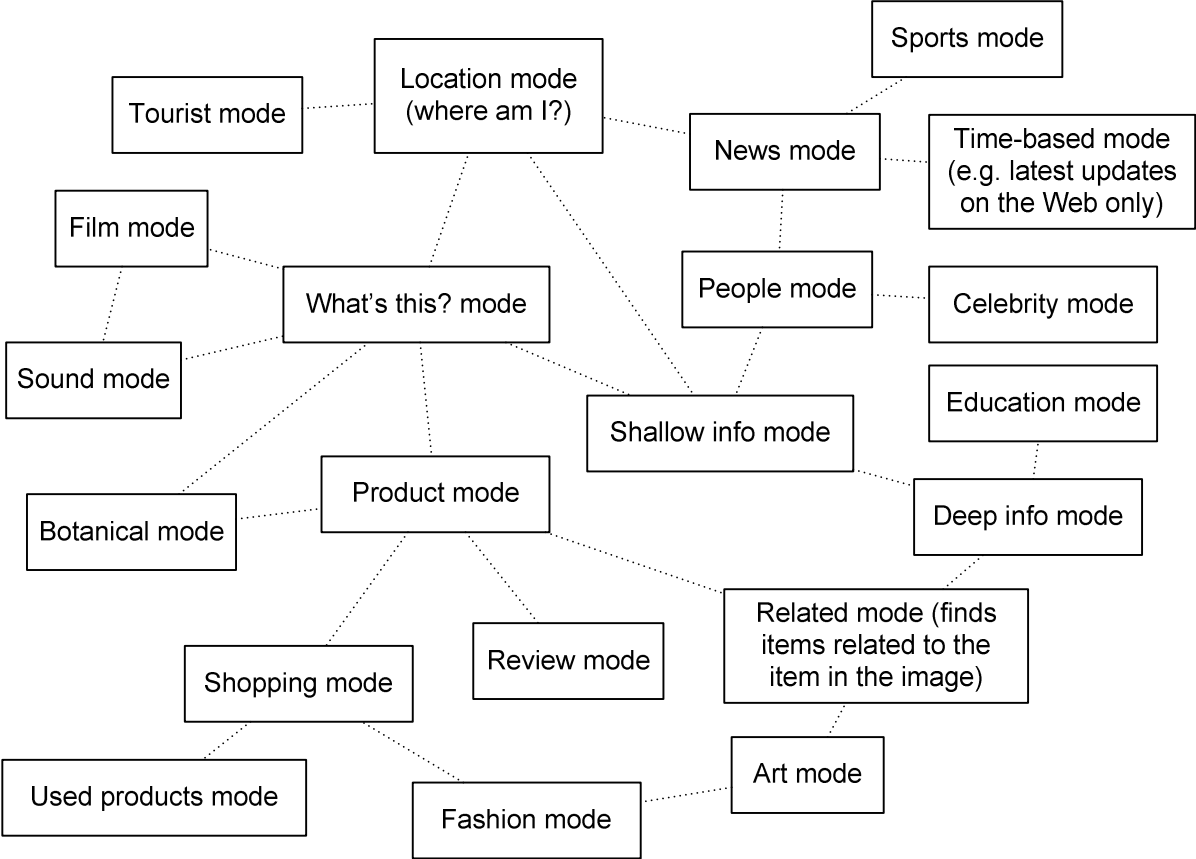 Sports mode
Location mode
(where am I?)
Tourist mode
News mode
Time-based mode
(e.g. latest updates
on the Web only)
Film mode
What’s this? mode
People mode
Celebrity mode
Sound mode
Shallow info mode
Education mode
Product mode
Botanical mode
Deep info mode
Related mode (finds
items related to the
item in the image)
Review mode
Shopping mode
Art mode
Used products mode
Fashion mode